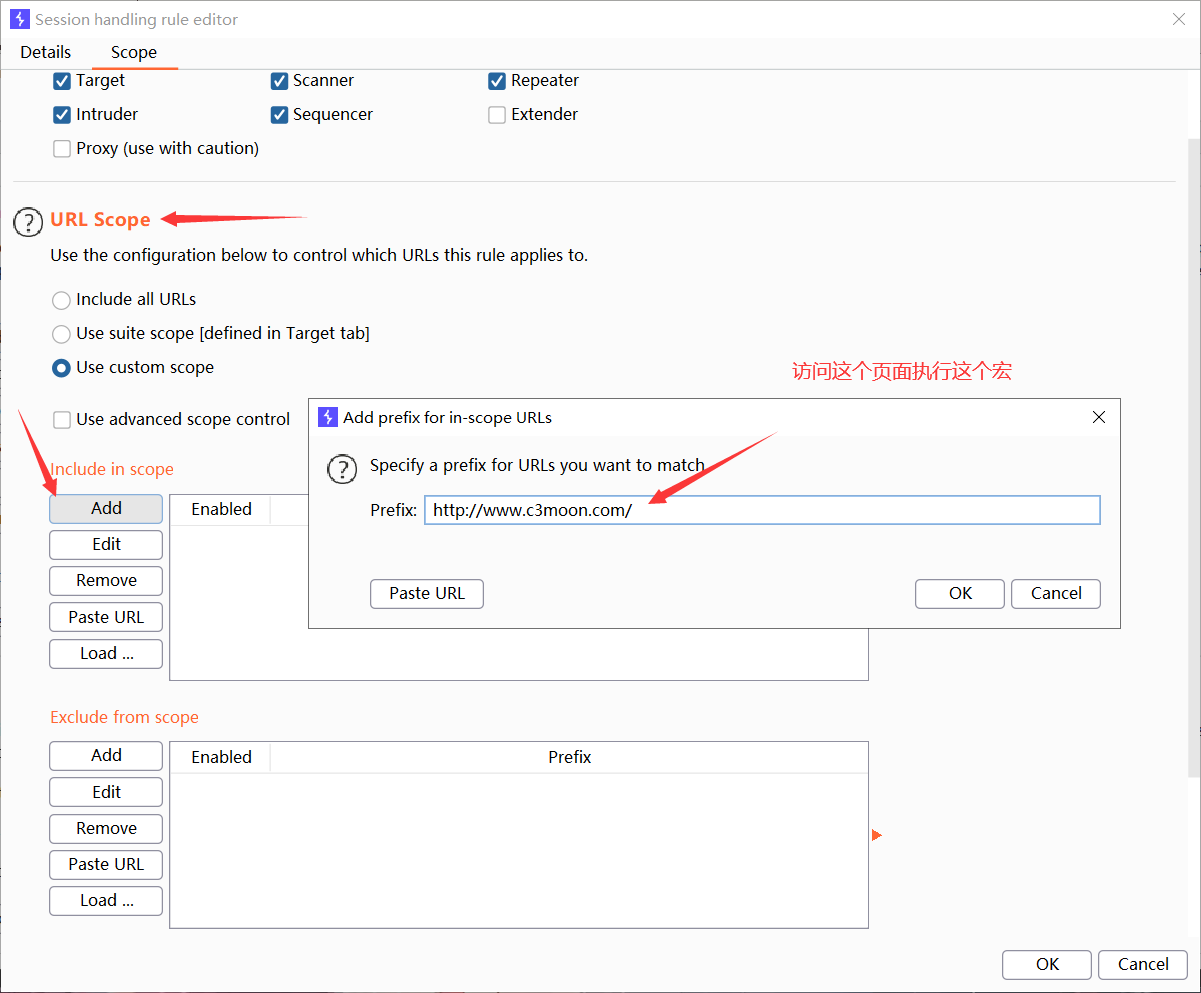 Session handling rule editor
Details Scope
Target Scanner Repeater
Intruder Sequencer Extender
Proxy (use with caution)
URL Scope
Use the configuration below to control which URLs this rule applies to.
Include all URLs
Use suite scope [defined in Target tab]
Use custom scope
访问这个页面执行这个宏
Use advanced scope control
Add prefix for in-scope URLs
Specify a prefix for URLs you want to match
Prefix: http://www.c3moon.com/
Paste URL OK Cancel
Include in scope
Add Enabled
Edit
Remove
Paste URL
Load ...
Exclude from scope
Add Enabled Prefix
Edit
Remove
Paste URL
Load ...
OK Cancel